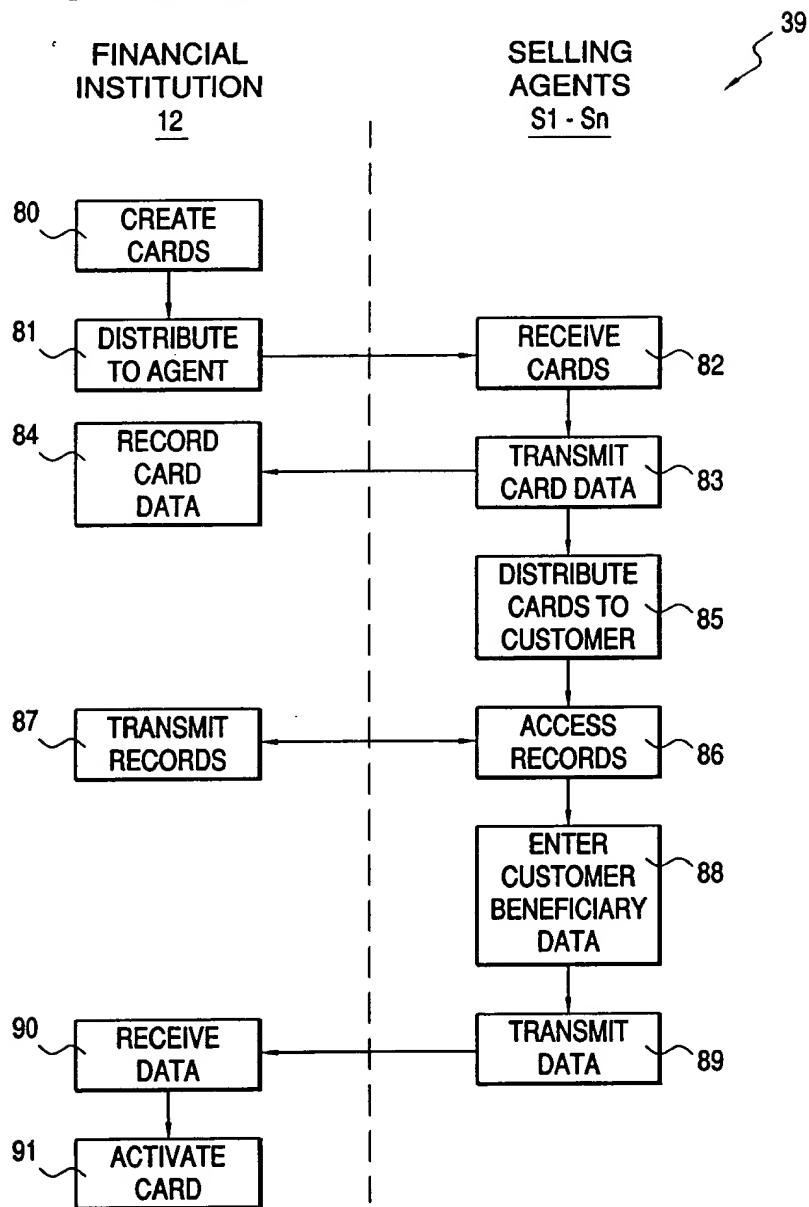 39
FINANCIAL
INSTITUTION
12
SELLING
AGENTS
S1 - Sn
80
CREATE
CARDS
81
DISTRIBUTE
TO AGENT
RECEIVE
CARDS
82
84
RECORD
CARD
DATA
TRANSMIT
CARD DATA
83
DISTRIBUTE
CARDS TO
CUSTOMER
85
87
TRANSMIT
RECORDS
ACCESS
RECORDS
86
ENTER
CUSTOMER
BENEFICIARY
DATA
88
90
RECEIVE
DATA
TRANSMIT
DATA
89
91
ACTIVATE
CARD